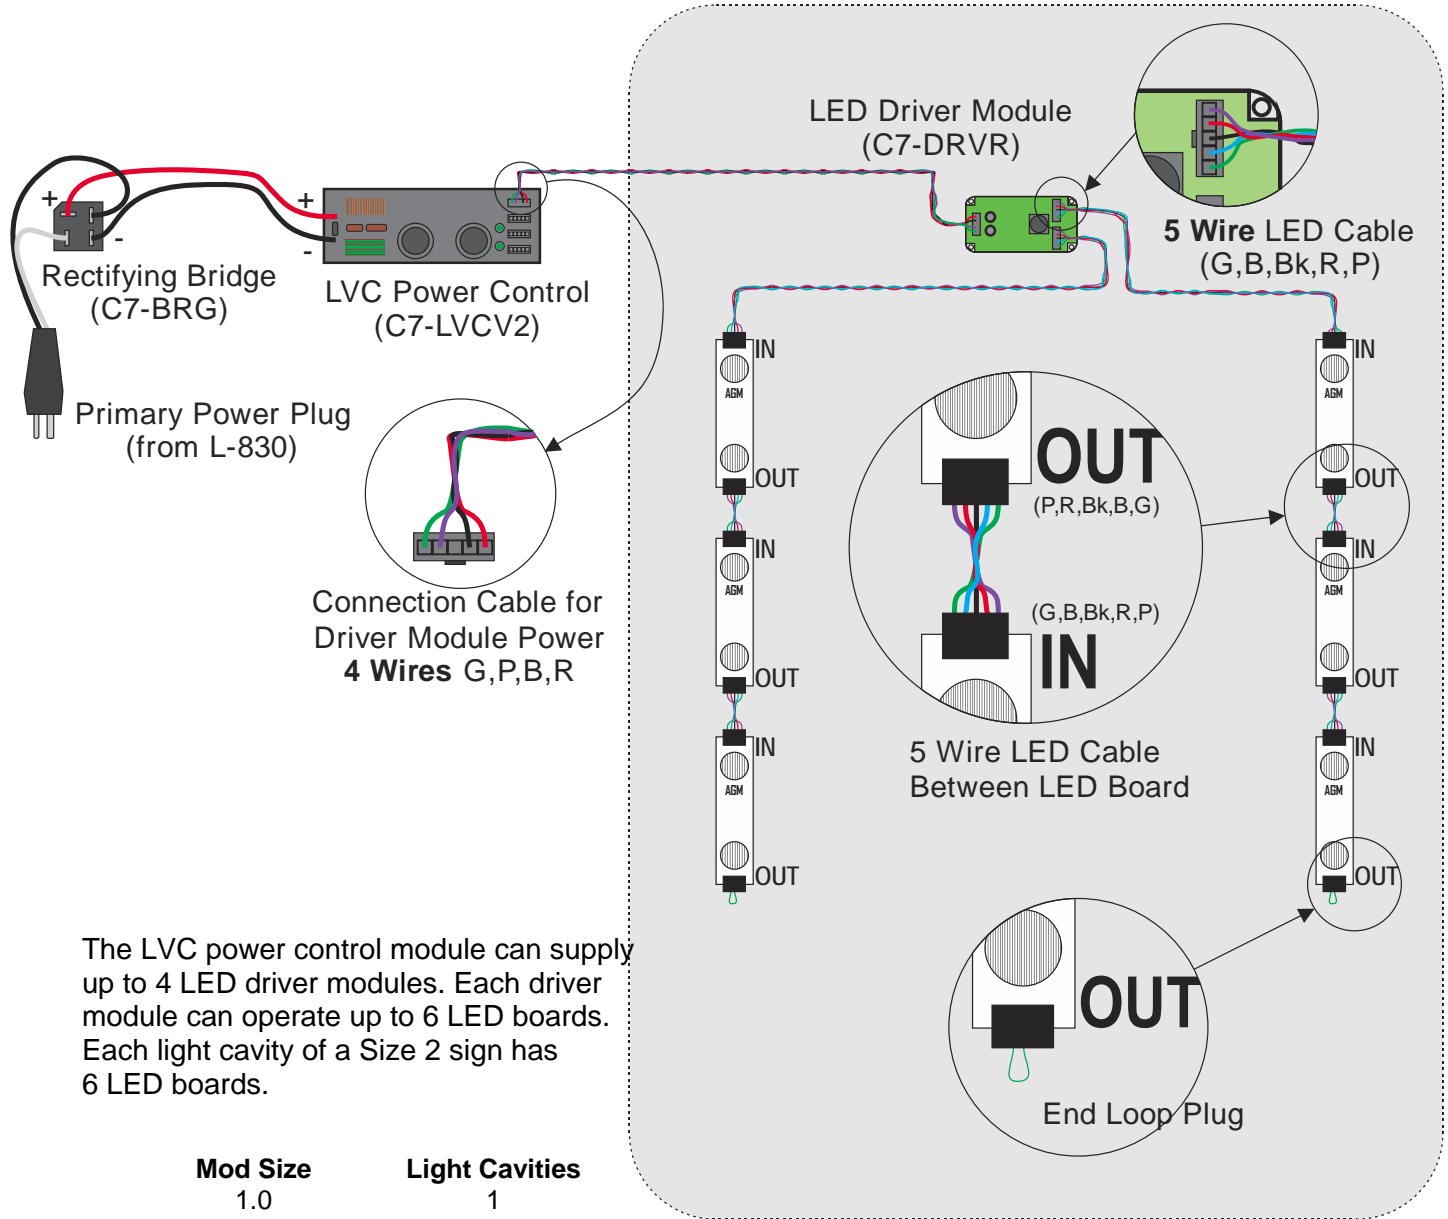 LED Driver Module
(C7-DRVR)
5 Wire LED Cable
(G,B,Bk,R,P)
+
-
+
-
Rectifying Bridge
(C7-BRG)
LVC Power Control
(C7-LVCV2)
Primary Power Plug
(from L-830)
Connection Cable for
Driver Module Power
4 Wires G,P,B,R
IN
AGM
OUT
IN
AGM
OUT
IN
AGM
OUT
OUT
(P,R,Bk,B,G)
(G,B,Bk,R,P)
IN
5 Wire LED Cable
Between LED Board
IN
AGM
OUT
IN
AGM
OUT
IN
AGM
OUT
OUT
End Loop Plug
The LVC power control module can supply
up to 4 LED driver modules. Each driver
module can operate up to 6 LED boards.
Each light cavity of a Size 2 sign has
6 LED boards.
Mod Size Light Cavities
1.0 1